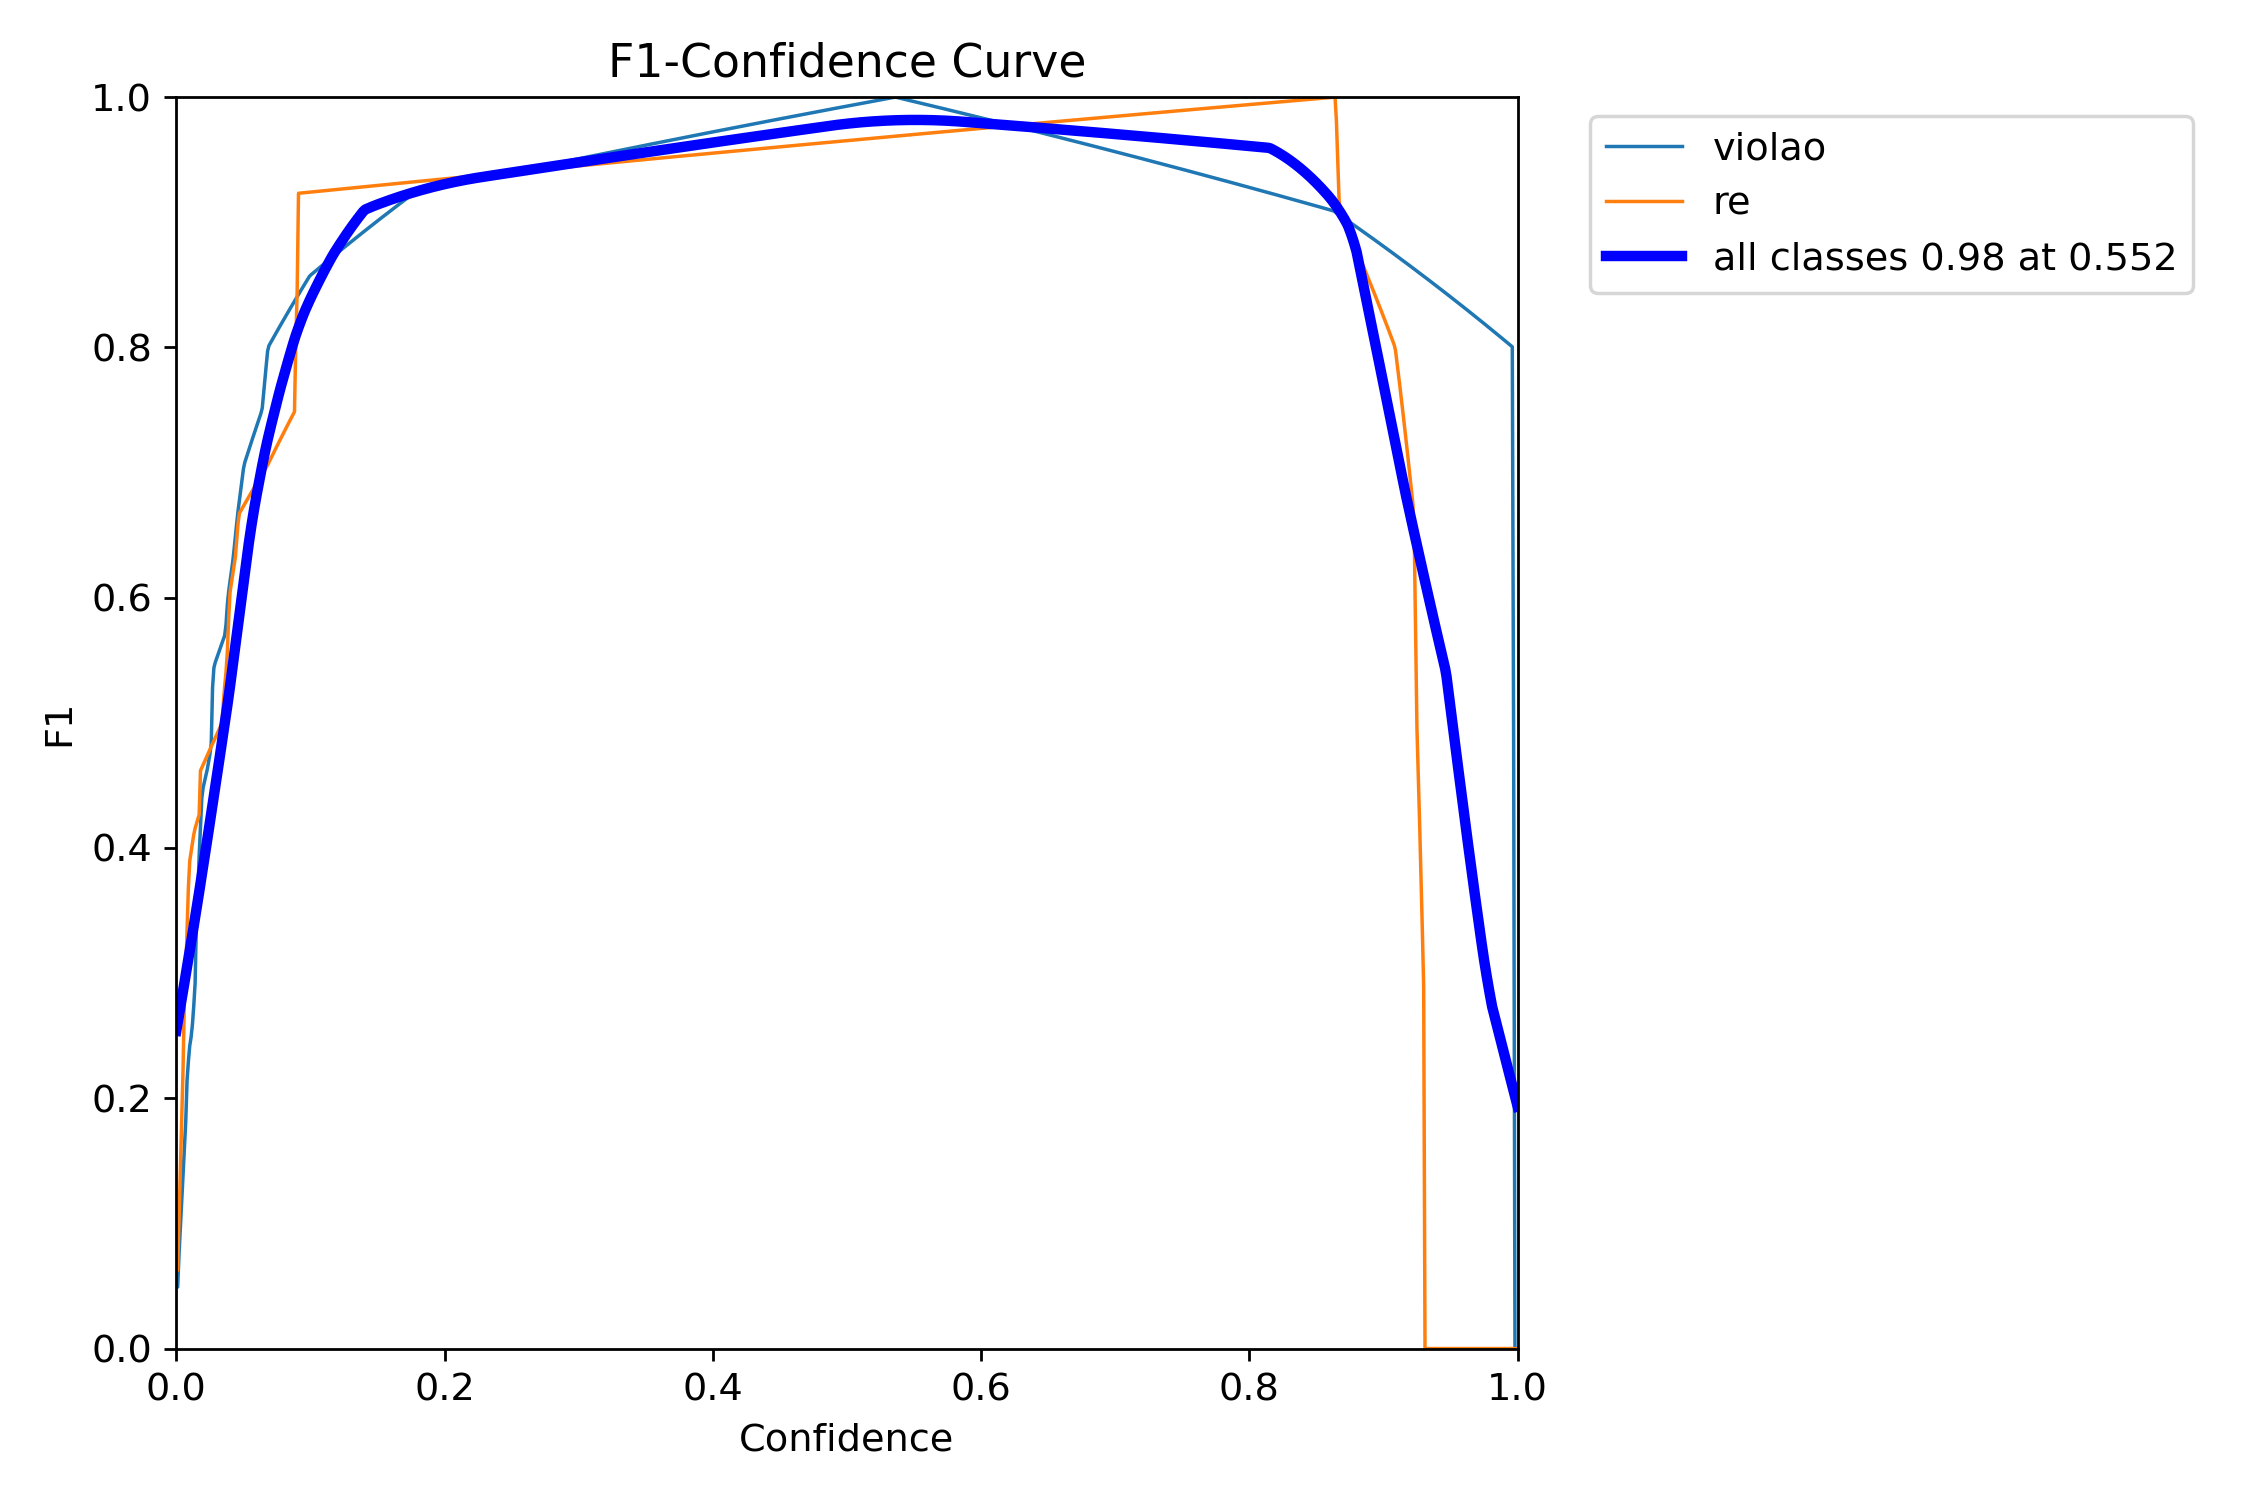 F1-Confidence Curve
1.0
0.8
0.6
0.4
0.2
0.0
F1
0.0 0.2 0.4 0.6 0.8 1.0
Confidence
violao
re
all classes 0.98 at 0.552